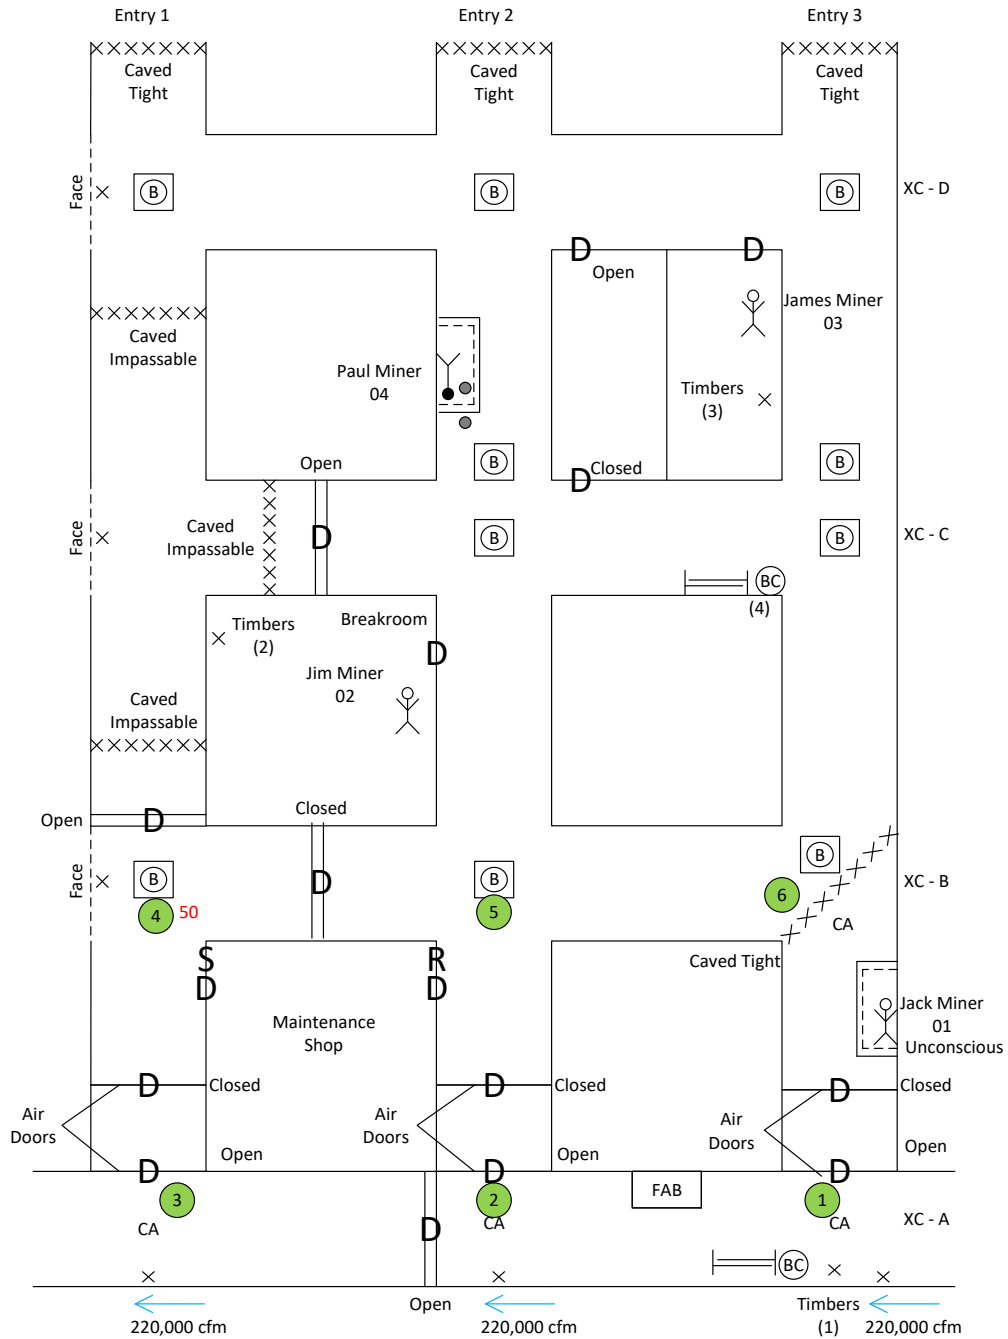 Entry 1
Entry 2
Entry 3
Caved
Tight
Caved
Tight
Caved
Tight
Face
B
B
B
XC - D
D
D
Open
James Miner
03
Caved
Impassable
Paul Miner
04
Timbers
(3)
Open
B
Closed
D
B
Face
Caved
Impassable
D
B
B
XC - C
BC
(4)
Timbers
(2)
Breakroom
D
Jim Miner
02
Caved
Impassable
Open
D
Closed
Face
B
4
50
D
B
5
B
6
XC - B
CA
S
D
R
D
Caved Tight
Maintenance
Shop
Jack Miner
01
Unconscious
D
Closed
D
Closed
D
Closed
Air
Doors
Air
Doors
Air
Doors
Open
Open
Open
D
D
D
3
CA
2
CA
FAB
1
CA
XC - A
D
BC
Open
Timbers
(1)
220,000 cfm
220,000 cfm
220,000 cfm